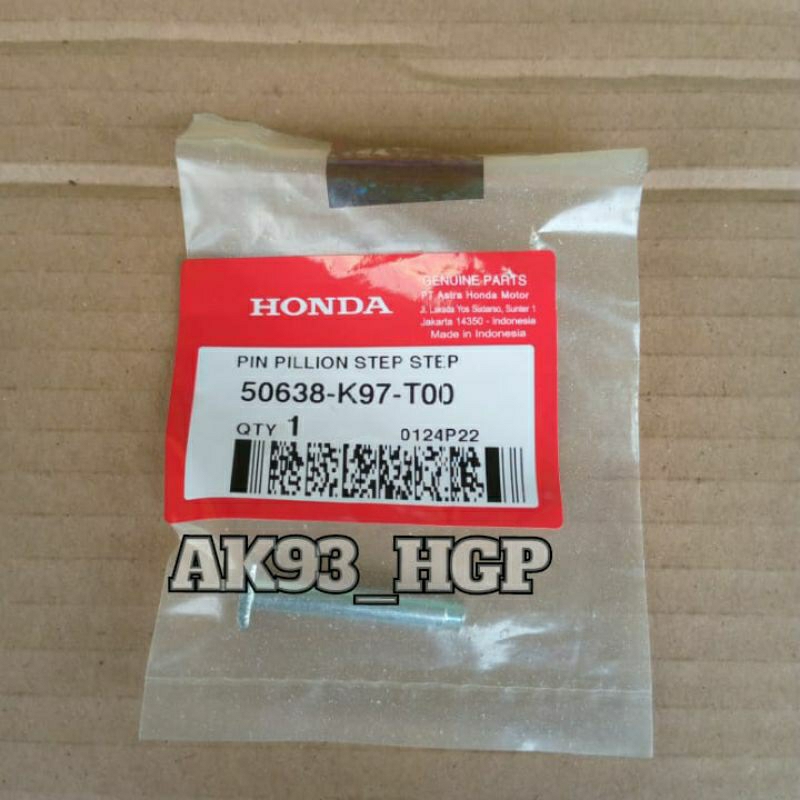 HONDA
GENUINE PARTS
PT Astra Honda Motor
Jl. Laksda Yos Sudarso, Sunter 1
Jakarta 14350 - Indonesia
Made in Indonesia
PIN PILLION STEP STEP
50638-K97-T00
QTY 1
0124P22
AK93_HGP